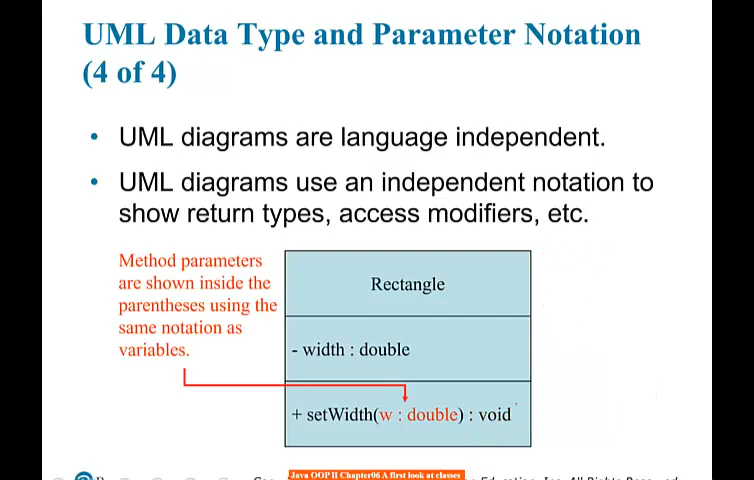 UML Data Type and Parameter Notation
(4 of 4)
• UML diagrams are language independent.
• UML diagrams use an independent notation to
show return types, access modifiers, etc.
Method parameters
are shown inside the
parentheses using the
same notation as
variables.
Rectangle
- width : double
+ setWidth(w : double) : void
Java OOP II Chapter06 A first look at classes